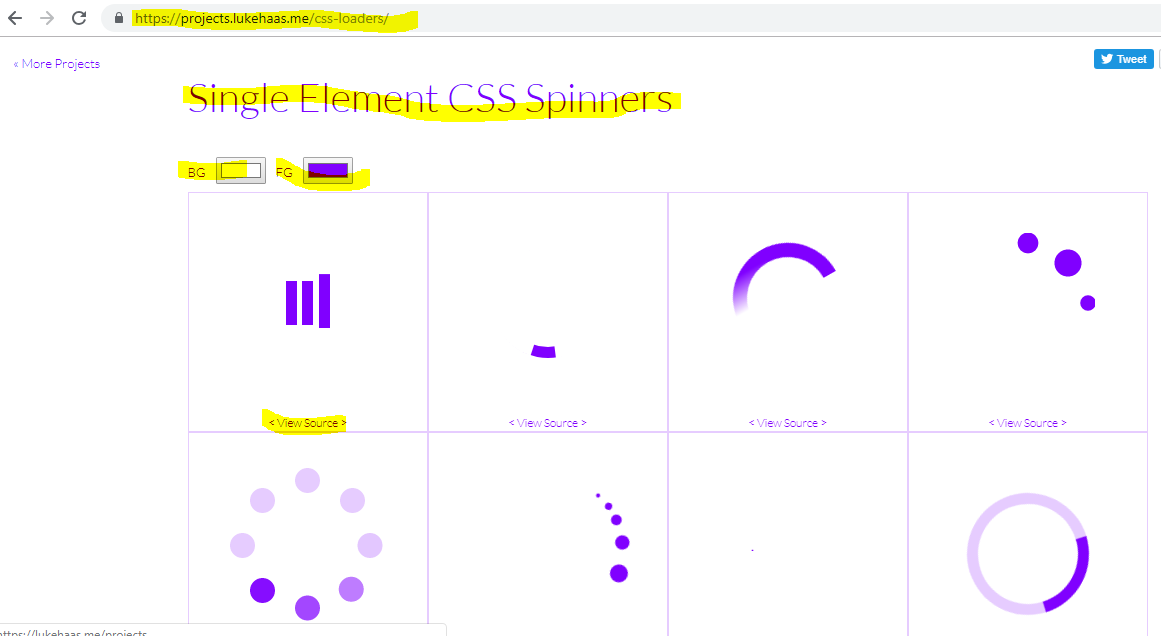 https://projects.lukehaas.me/css-loaders/
« More Projects
Tweet
Single Element CSS Spinners
BG FG
< View Source > < View Source > < View Source > < View Source >
https://lukehaas.me/projects